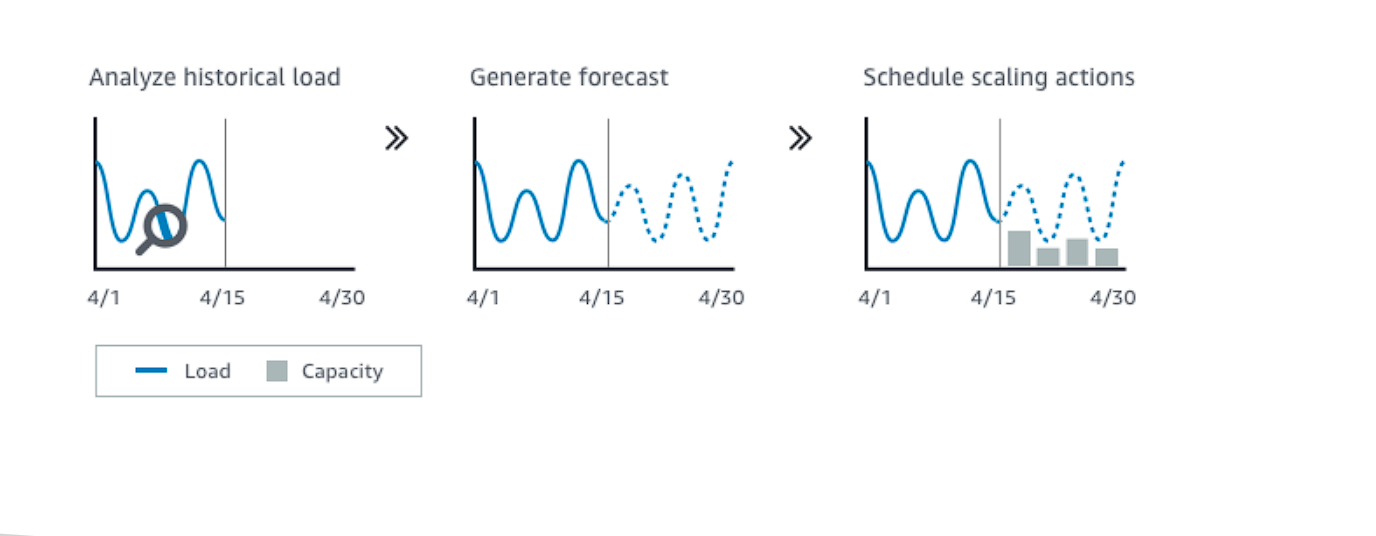 Analyze historical load
Generate forecast
Schedule scaling actions
4/1 4/15 4/30
4/1 4/15 4/30
4/1 4/15 4/30
Load Capacity